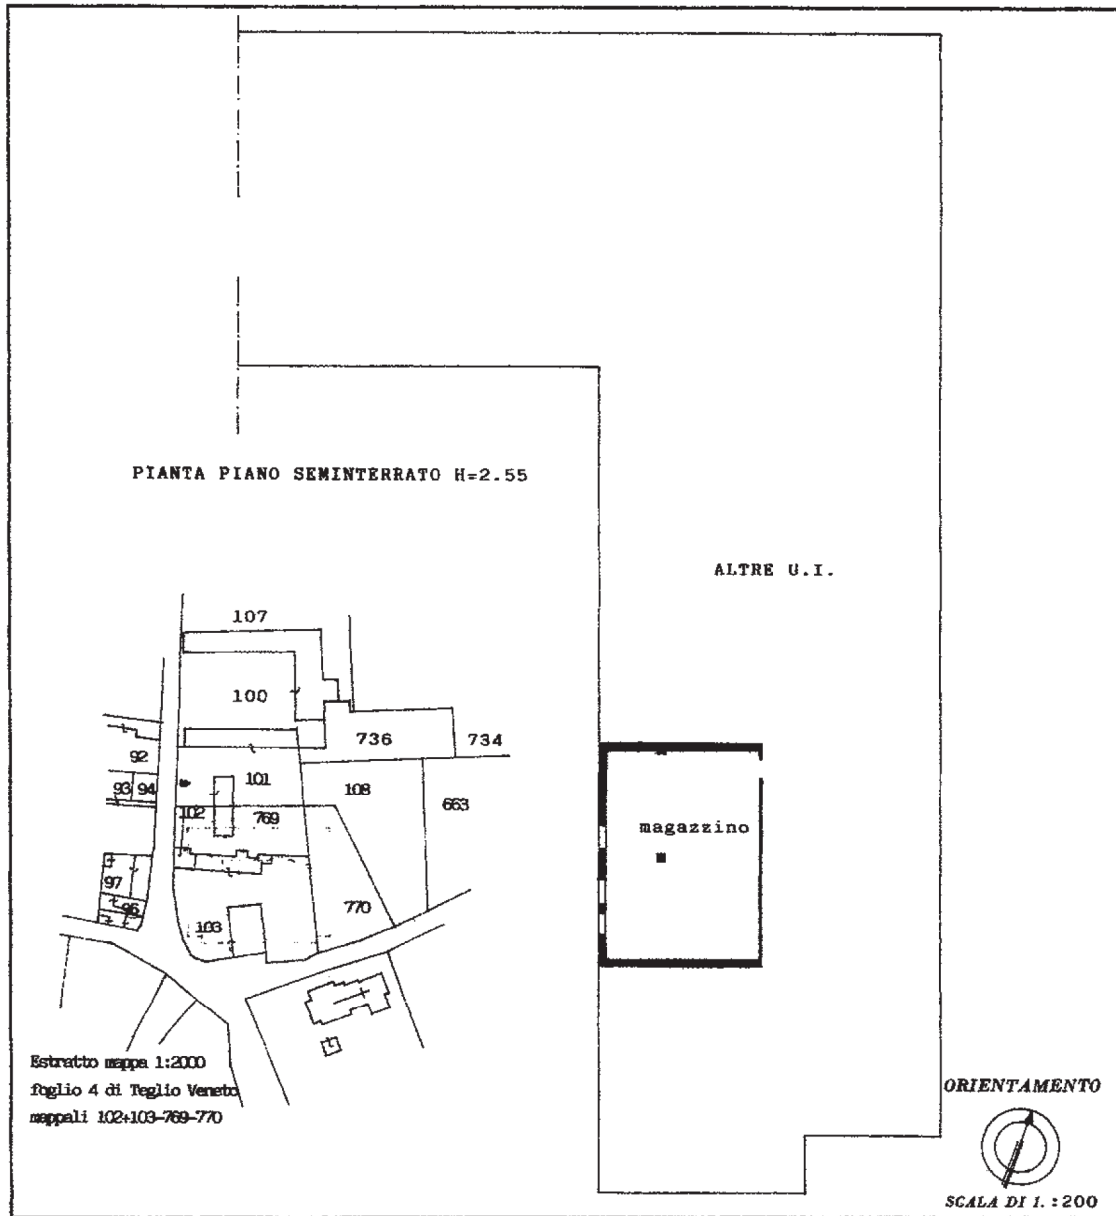 PIANTA PIANO SEMINTERRATO H=2.55
ALTRE U.I.
107
100
736
734
92
101
108
93
94
102
769
663
magazzino
97
96
770
103
Estratto mappa 1:2000
foglio 4 di Teglio Veneto
mappali 102+103-769-770
ORIENTAMENTO
SCALA DI 1.:200